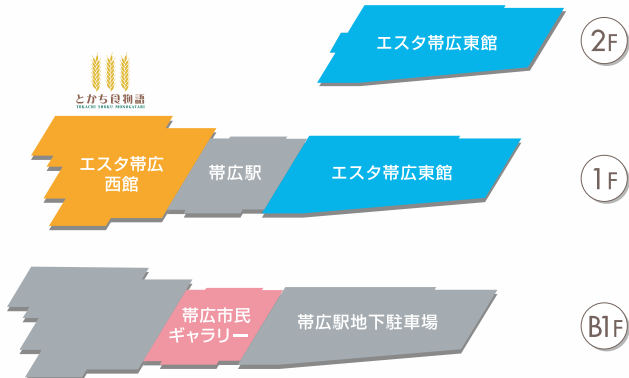 エスタ帯広東館
2F
とかち食物語
TOKACHI SHOKU MONOGATARI
エスタ帯広
西館
帯広駅
エスタ帯広東館
1F
帯広市民
ギャラリー
帯広駅地下駐車場
B1F